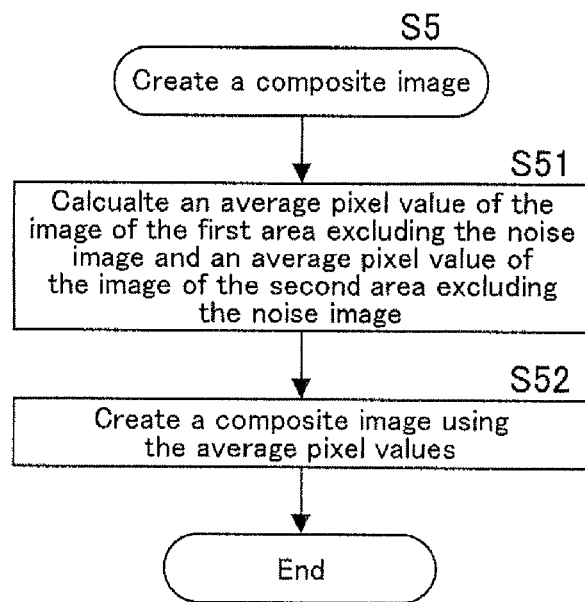 S5
Create a composite image
S51
Calcualte an average pixel value of the
image of the first area excluding the noise
image and an average pixel value of
the image of the second area excluding
the noise image
S52
Create a composite image using
the average pixel values
End